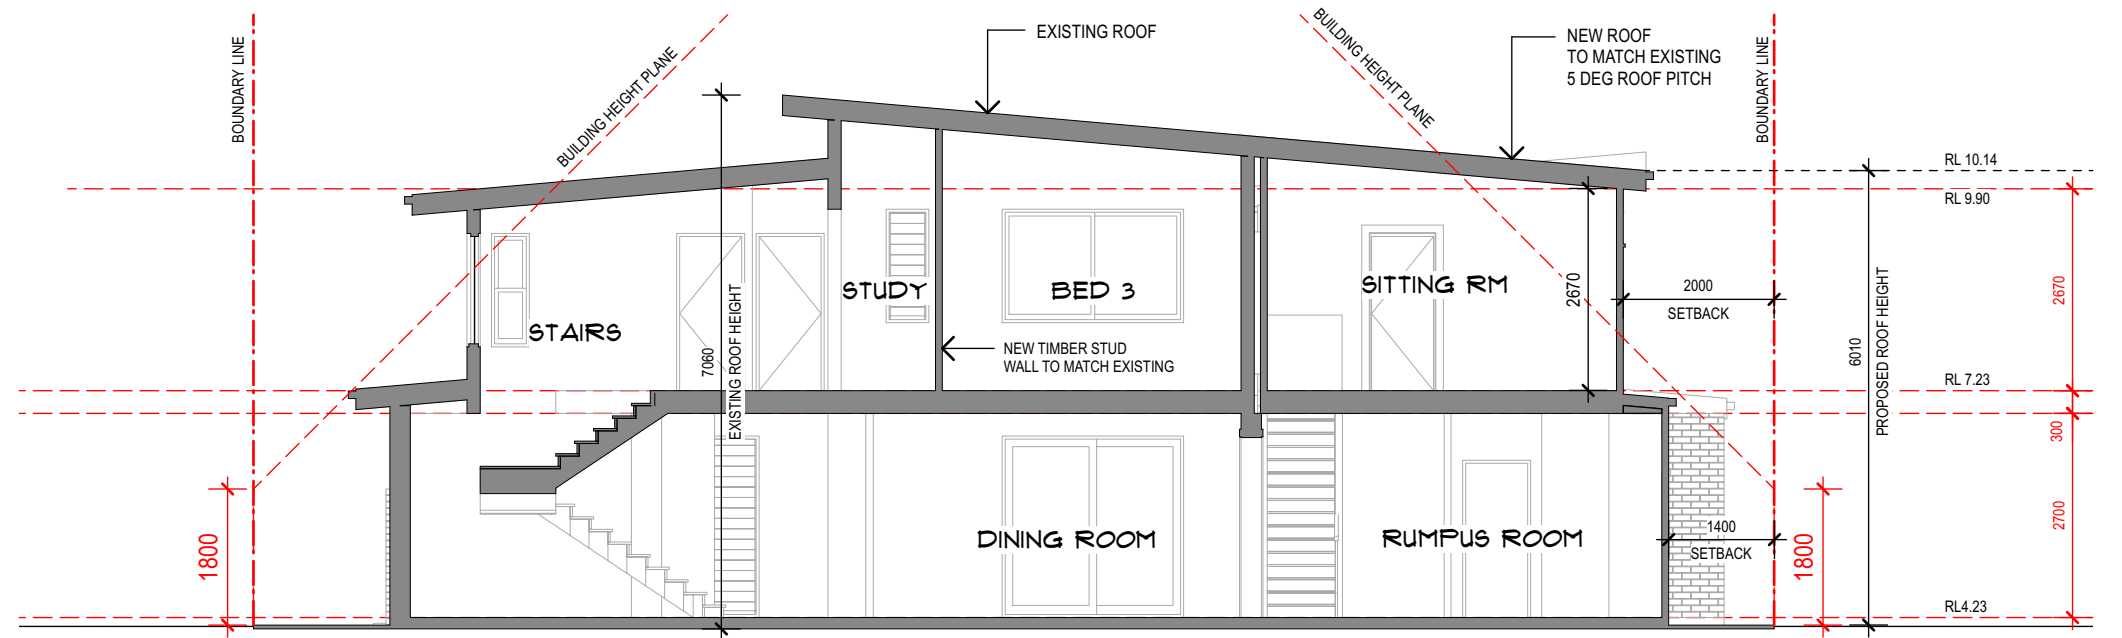 BOUNDARY LINE
BUILDING HEIGHT PLANE
EXISTING ROOF
BUILDING HEIGHT PLANE
NEW ROOF
TO MATCH EXISTING
5 DEG ROOF PITCH
BOUNDARY LINE
RL 10.14
RL 9.90
STAIRS
STUDY
BED 3
SITTING RM
2670
2000
SETBACK
2670
7060
EXISTING ROOF HEIGHT
NEW TIMBER STUD
WALL TO MATCH EXISTING
6010
PROPOSED ROOF HEIGHT
RL 7.23
300
1800
DINING ROOM
RUMPUS ROOM
1400
SETBACK
1800
2700
RL4.23